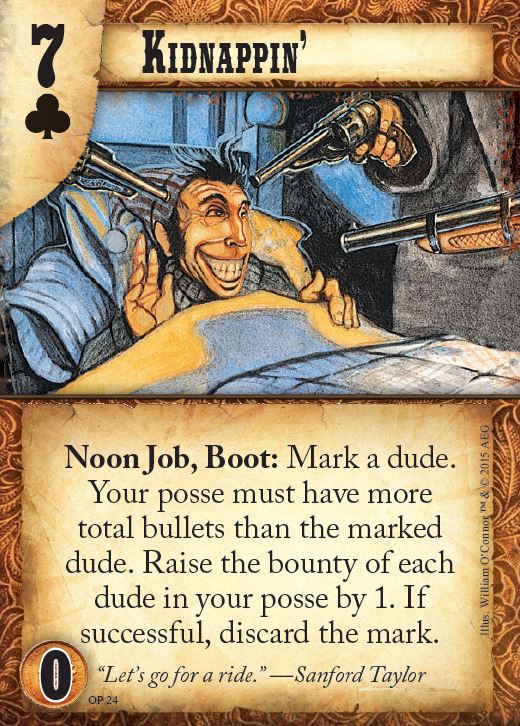 7
Kidnappin'
Noon Job, Boot: Mark a dude.
Your posse must have more
total bullets than the marked
dude. Raise the bounty of each
dude in your posse by 1. If
successful, discard the mark.
"Let's go for a ride." —Sanford Taylor
0
OP 24
Illus. William O'Connor ™ & © 2015 AEG